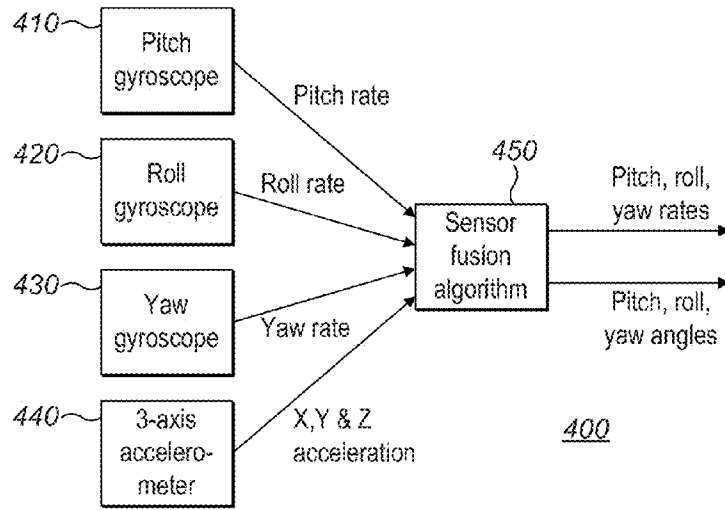 410
Pitch
gyroscope
Pitch rate
420
Roll
gyroscope
Roll rate
430
Yaw
gyroscope
Yaw rate
440
3-axis
accelero-
meter
X,Y & Z
acceleration
450
Sensor
fusion
algorithm
Pitch, roll,
yaw rates
Pitch, roll,
yaw angles
400